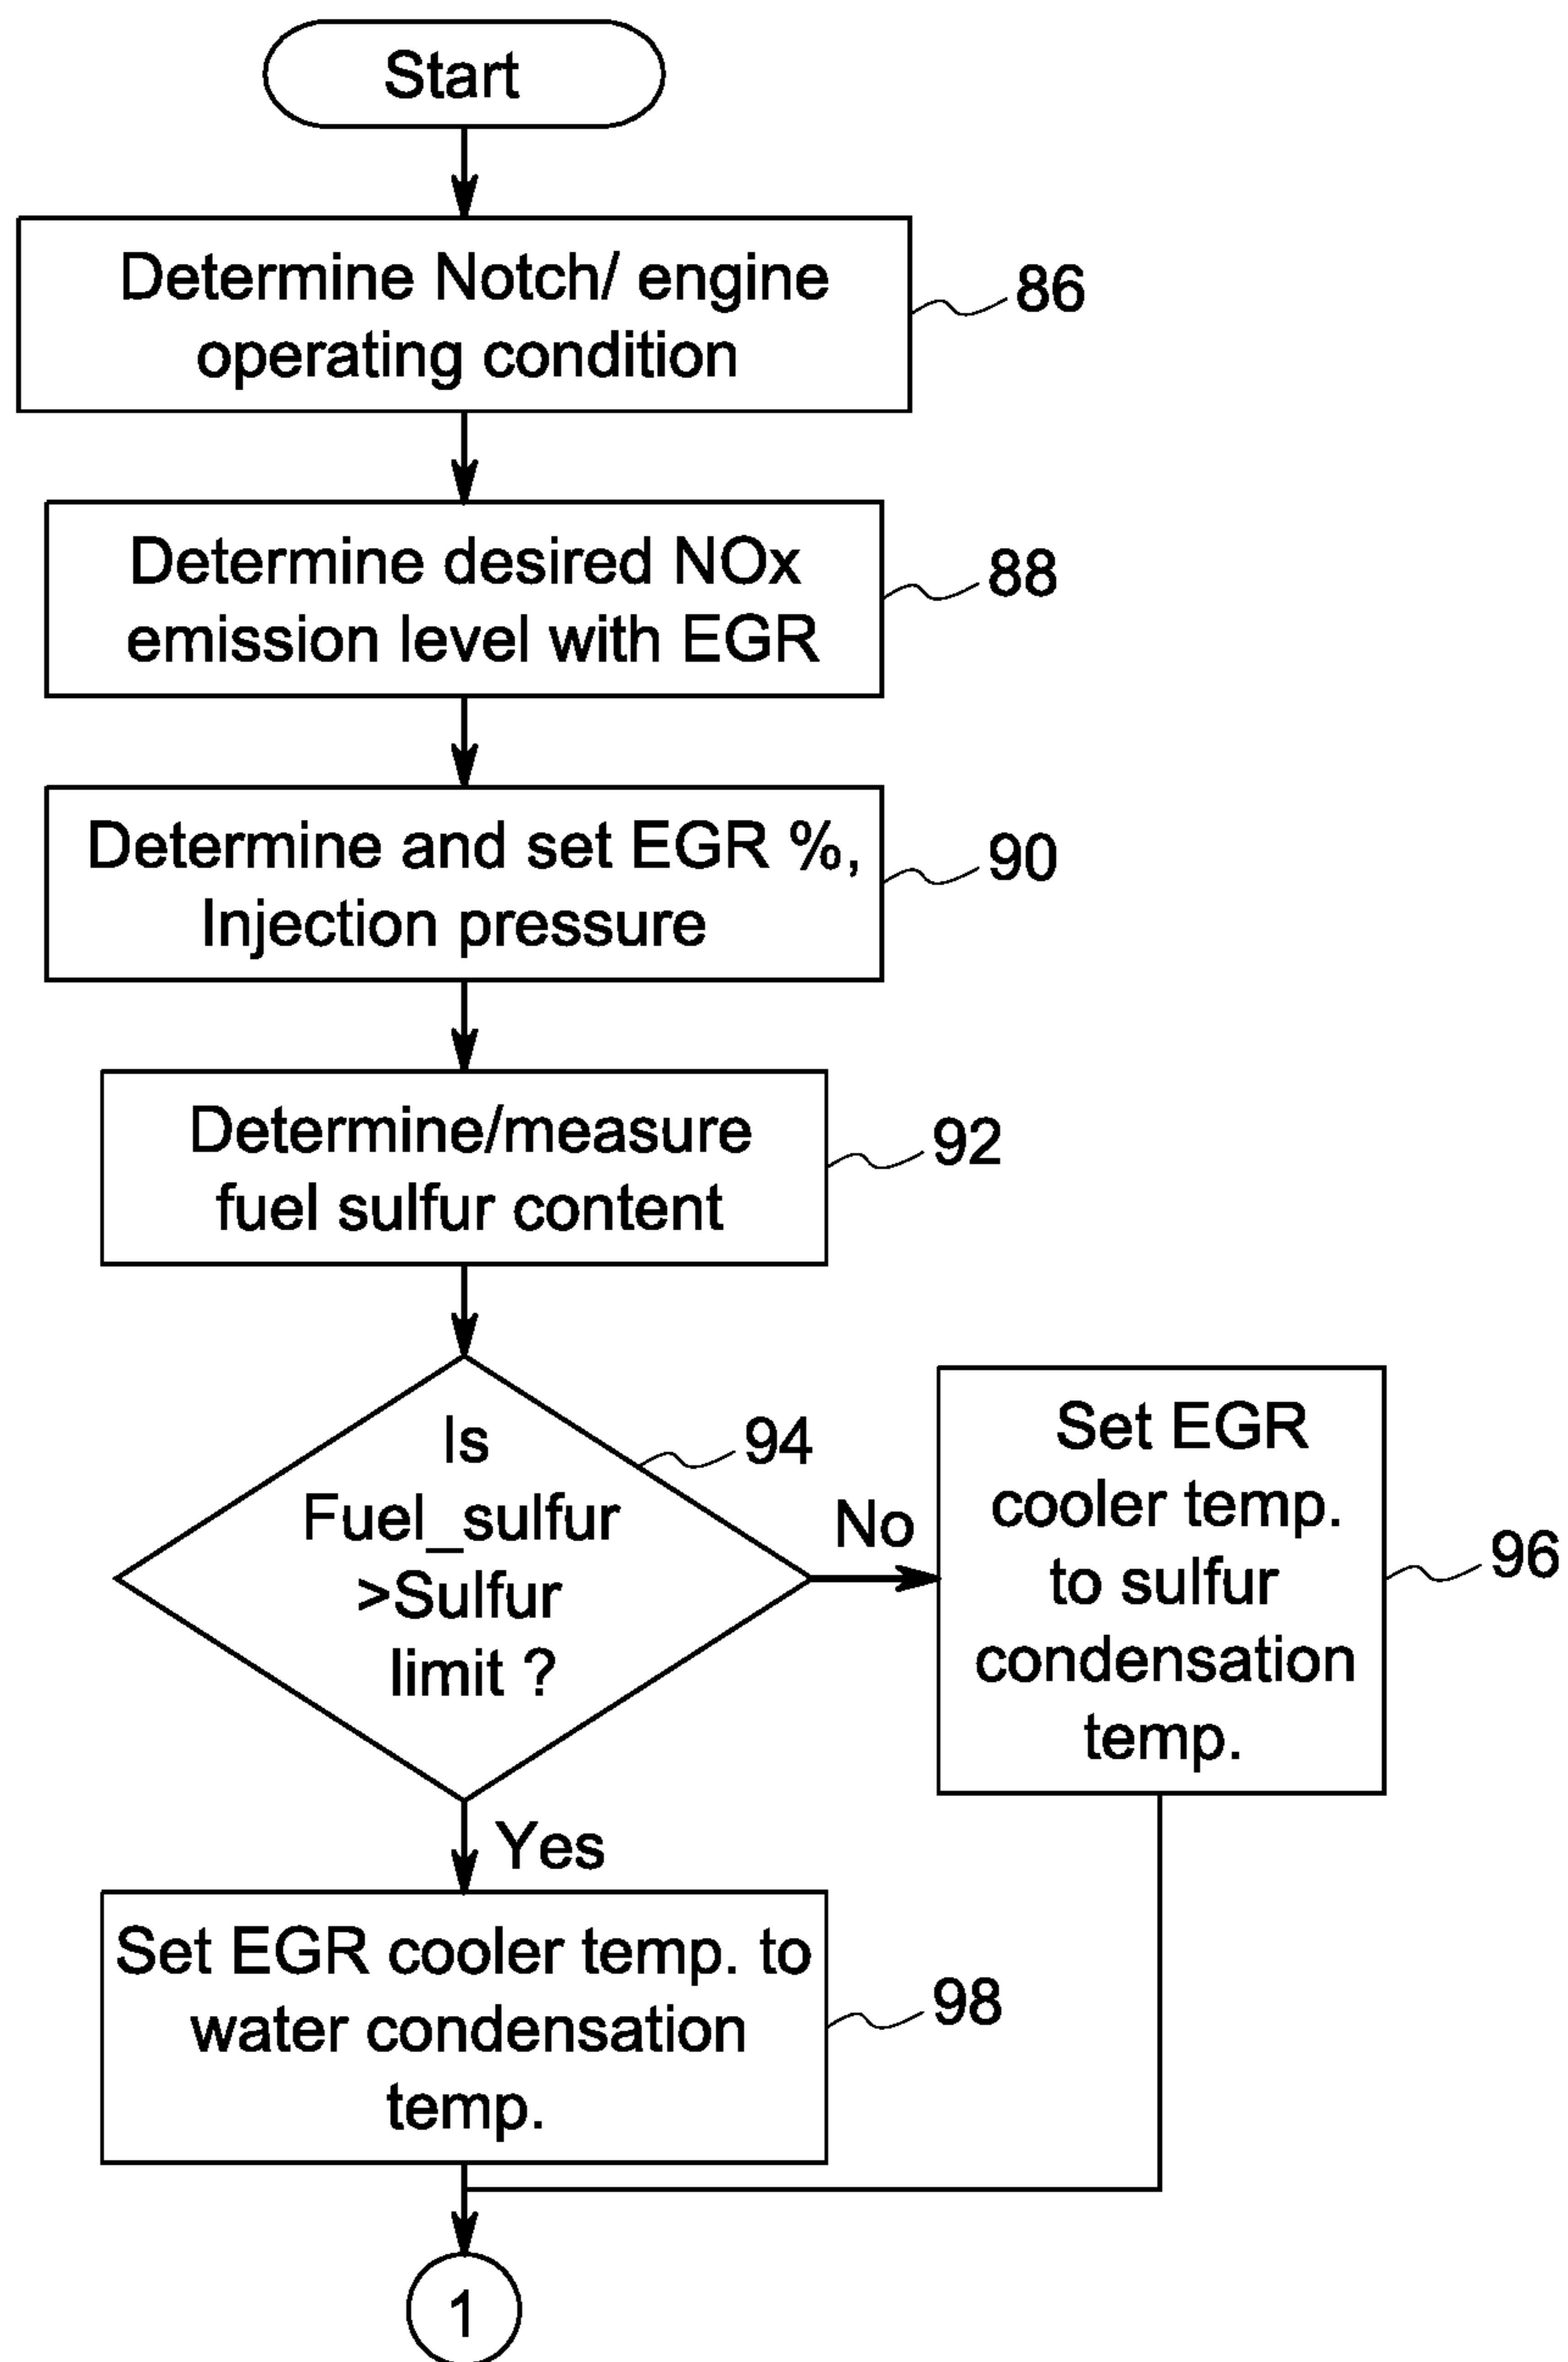 Start
Determine Notch/ engine
operating condition
86
Determine desired NOx
emission level with EGR
88
Determine and set EGR %,
Injection pressure
90
Determine/measure
fuel sulfur content
92
Is
Fuel_sulfur
>Sulfur
limit ?
94
No
Set EGR
cooler temp.
to sulfur
condensation
temp.
96
Yes
Set EGR cooler temp. to
water condensation
temp.
98
1